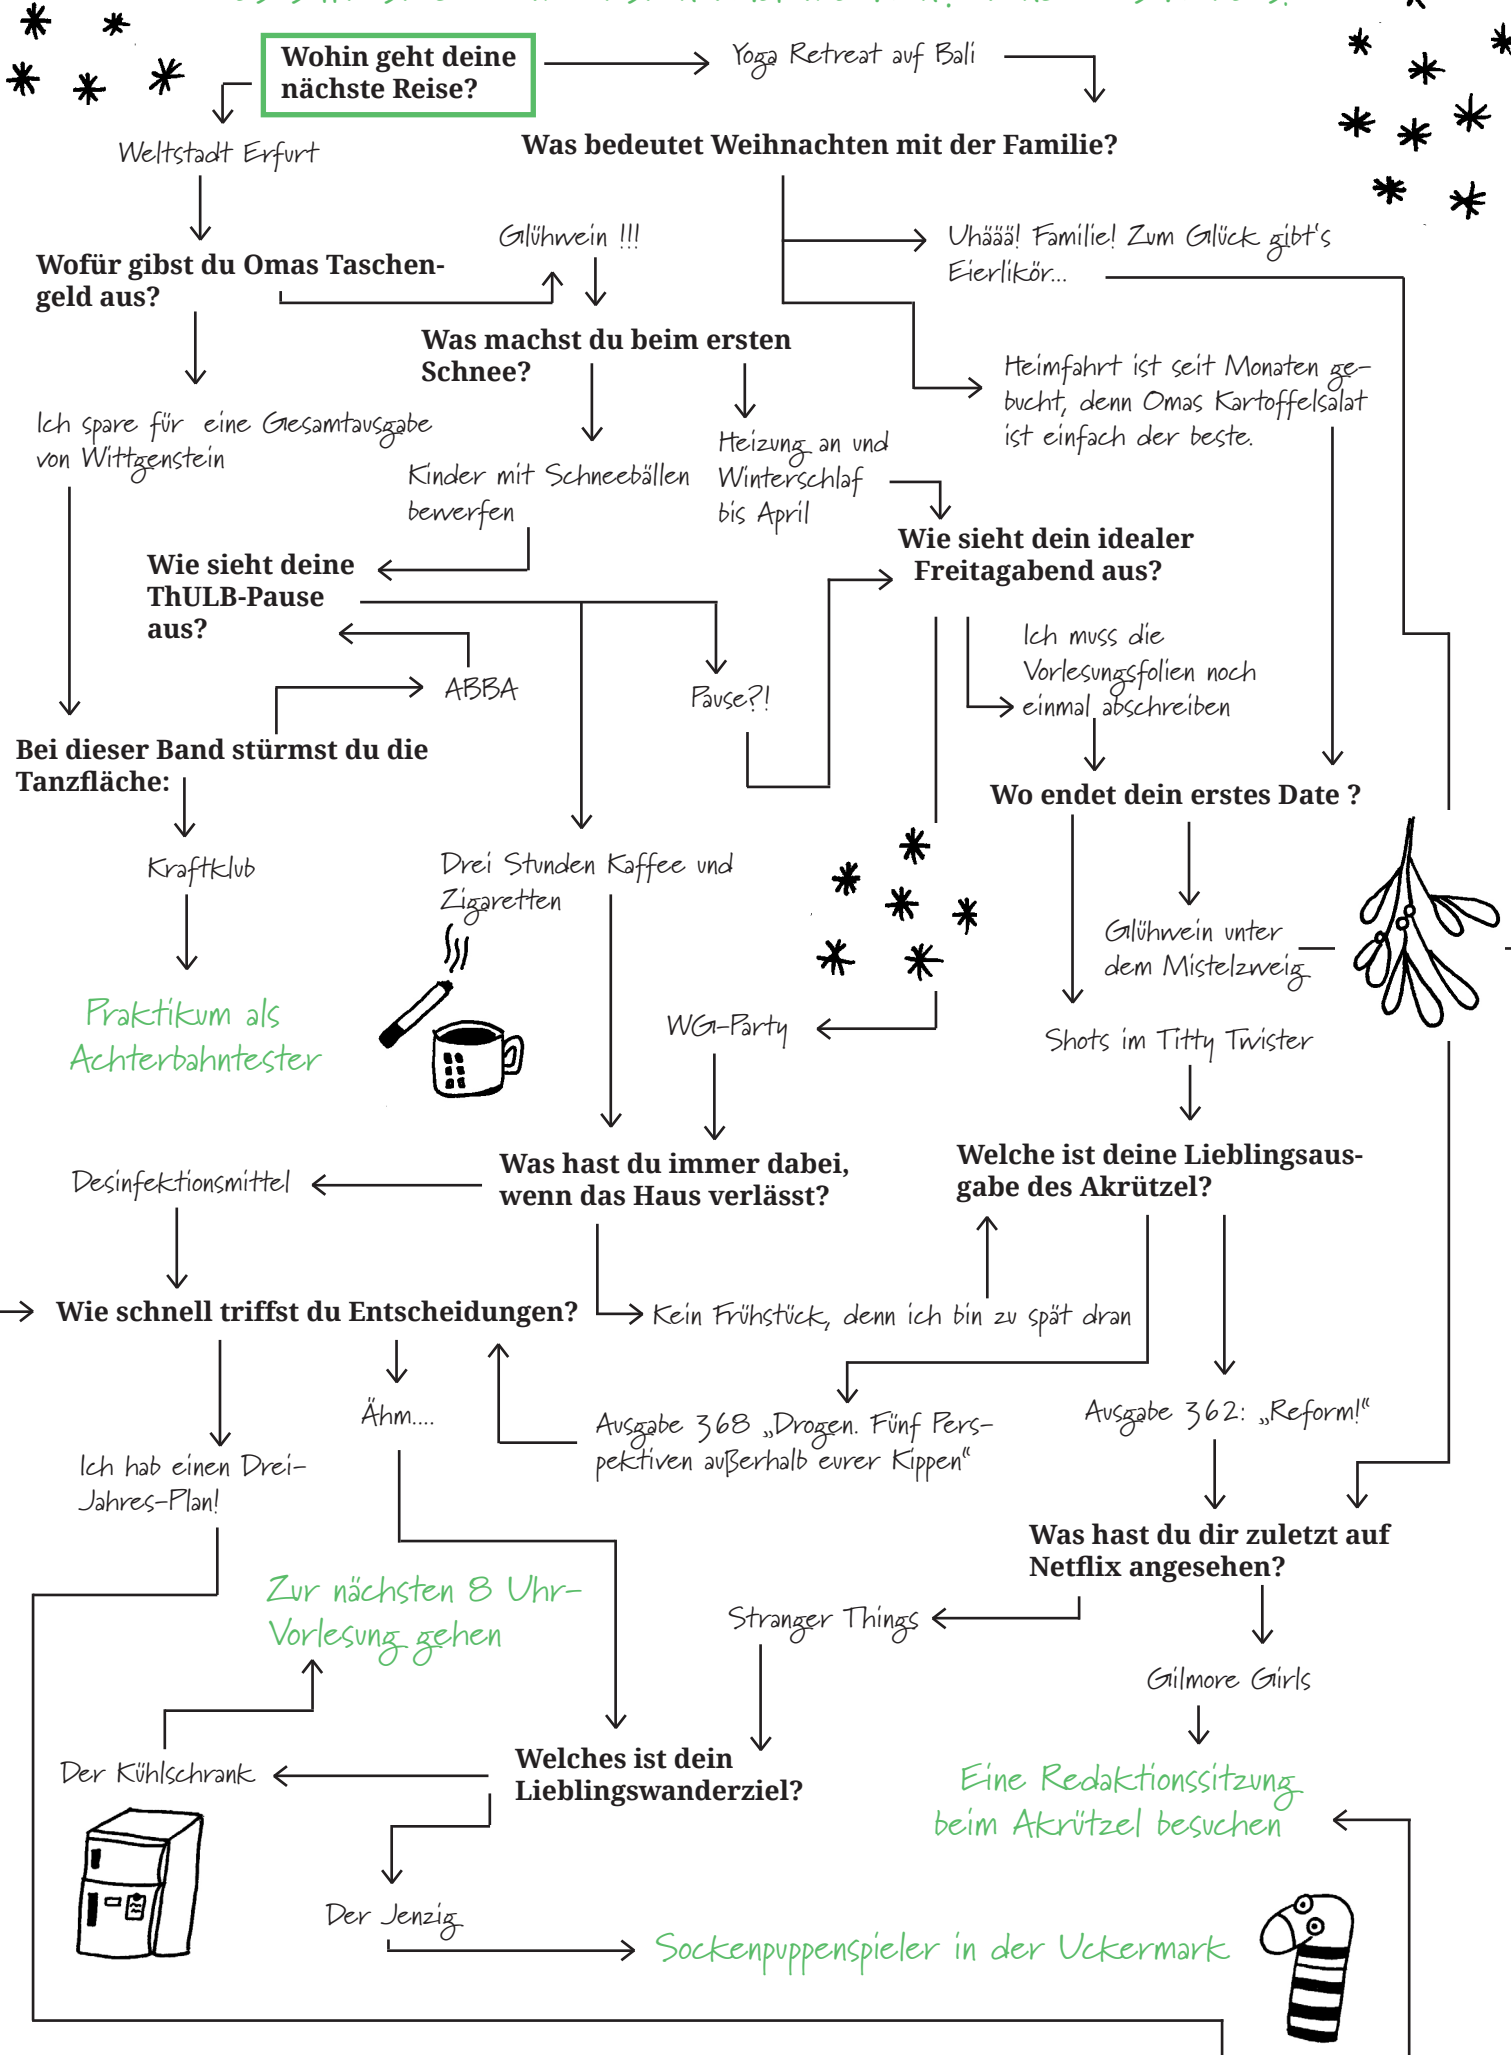 Wohin geht deine
nächste Reise?
Yoga Retreat auf Bali
Weltstadt Erfurt
Was bedeutet Weihnachten mit der Familie?
Glühwein !!!
Uhäää! Familie! Zum Glück gibt's
Eierlikör...
Wofür gibst du Omas Taschen-
geld aus?
Was machst du beim ersten
Schnee?
Heimfahrt ist seit Monaten ge-
bucht, denn Omas Kartoffelsalat
ist einfach der beste.
Ich spare für eine Gesamtausgabe
von Wittgenstein
Kinder mit Schneebällen
bewerfen
Heizung an und
Winterschlaf
bis April
Wie sieht dein idealer
Freitagabend aus?
Wie sieht deine
ThULB-Pause
aus?
Ich muss die
Vorlesungsfolien noch
einmal abschreiben
ABBA
Pause?!
Bei dieser Band stürmst du die
Tanzfläche:
Wo endet dein erstes Date ?
Kraftklub
Drei Stunden Kaffee und
Zigaretten
Glühwein unter
dem Mistelzweig
Praktikum als
Achterbahntester
WG-Party
Shots im Titty Twister
Was hast du immer dabei,
wenn das Haus verlässt?
Welche ist deine Lieblingsaus-
gabe des Akrützel?
Desinfektionsmittel
Wie schnell triffst du Entscheidungen?
Kein Frühstück, denn ich bin zu spät dran
Ähm....
Ausgabe 368 „Drogen. Fünf Pers-
pektiven außerhalb eurer Kippen“
Ausgabe 362: „Reform!“
Ich hab einen Drei-
Jahres-Plan!
Was hast du dir zuletzt auf
Netflix angesehen?
Zur nächsten 8 Uhr-
Vorlesung gehen
Stranger Things
Gilmore Girls
Der Kühlschrank
Welches ist dein
Lieblingswanderziel?
Eine Redaktionssitzung
beim Akrützel besuchen
Der Jenzig
Sockenpuppenspieler in der Uckermark